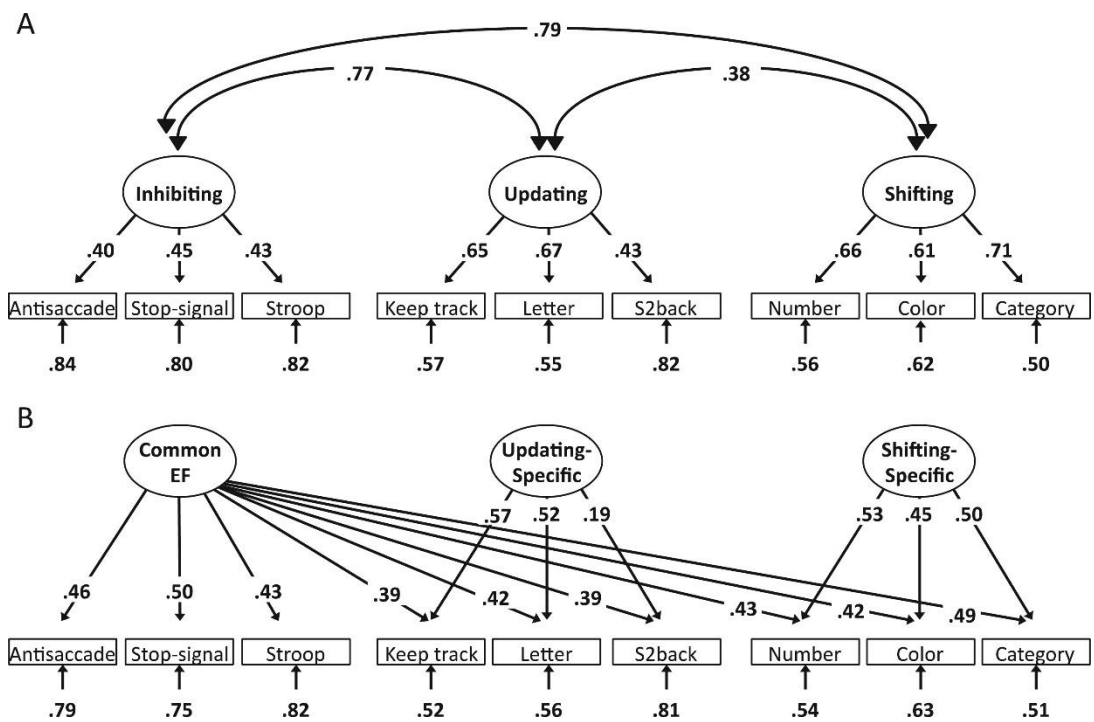 A
.79
.77 .38
Inhibiting Updating Shifting
.40 .45 .43 .65 .67 .43 .66 .61 .71
Antisaccade Stop-signal Stroop Keep track Letter S2back Number Color Category
.84 .80 .82 .57 .55 .82 .56 .62 .50
B
Common Updating- Shifting-
EF Specific Specific
.57 .52 .19 .53 .45 .50
.46 .50 .43 .39 .42 .39 .43 .42 .49
Antisaccade Stop-signal Stroop Keep track Letter S2back Number Color Category
.79 .75 .82 .52 .56 .81 .54 .63 .51